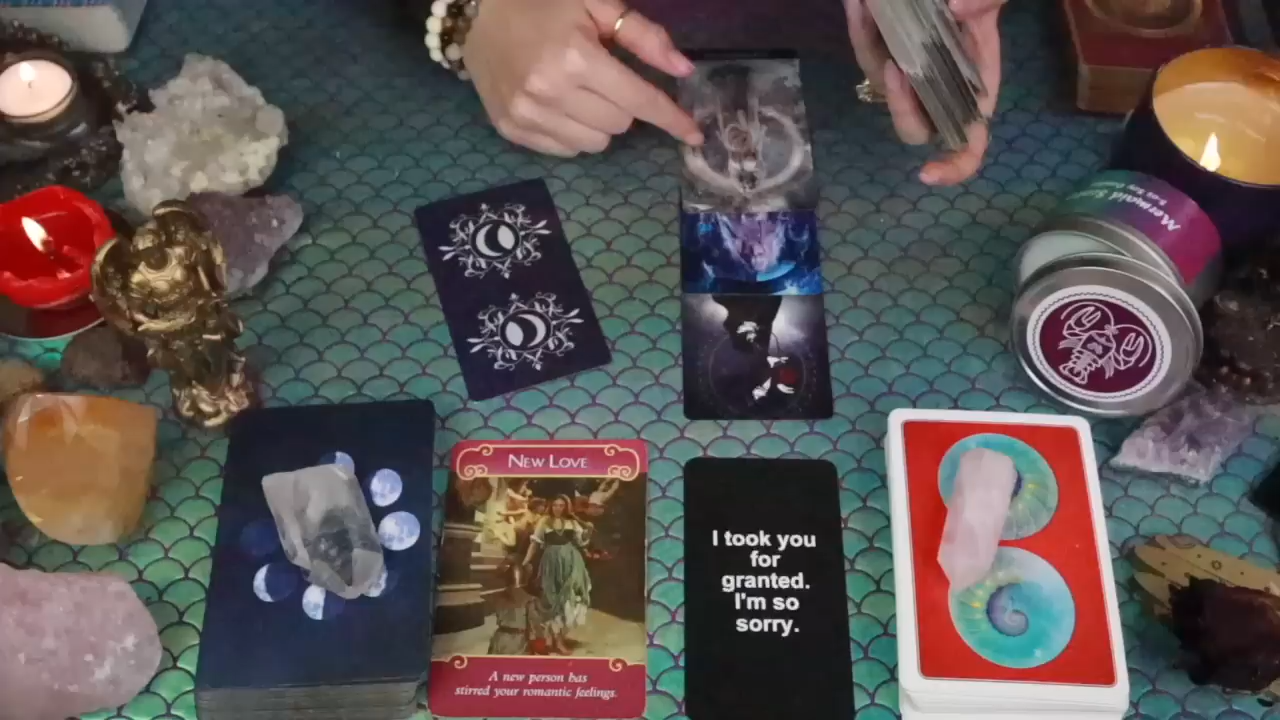 Mermaid
New Love
I took you
for
granted.
I'm so
sorry.
A new person has
stirred your romantic feelings.